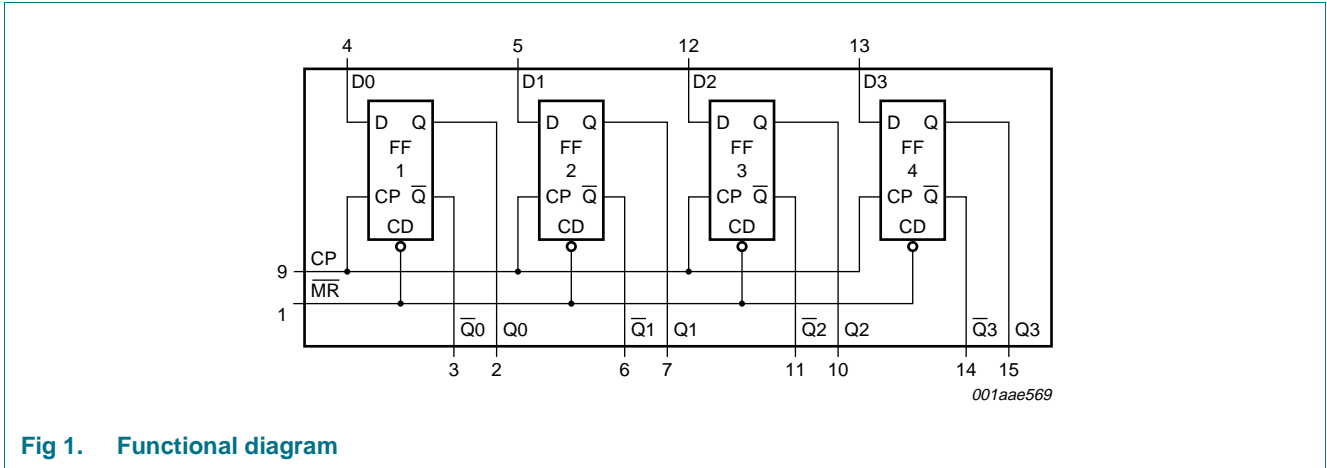 4 5 12 13
D0 D1 D2 D3
D Q D Q D Q D Q
FF FF FF FF
1 2 3 4
CP Q̅ CP Q̅ CP Q̅ CP Q̅
CD CD CD CD
9 CP
M̅R̅
1
Q̅0 Q0 Q̅1 Q1 Q̅2 Q2 Q̅3 Q3
3 2 6 7 11 10 14 15
001aae569
Fig 1. Functional diagram